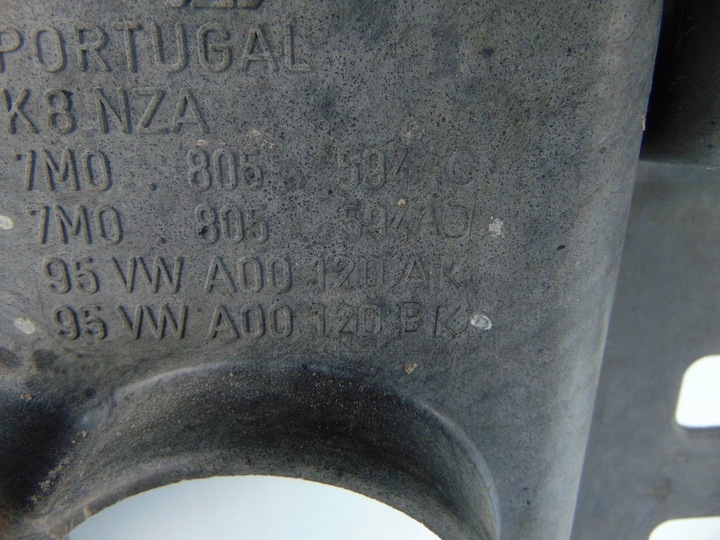 PORTUGAL
K8 NZA
7M0 . 805 . 594 AC
7M0 . 805 . 594 AD
95 VW A00 120 AK
95 VW A00 120 BK